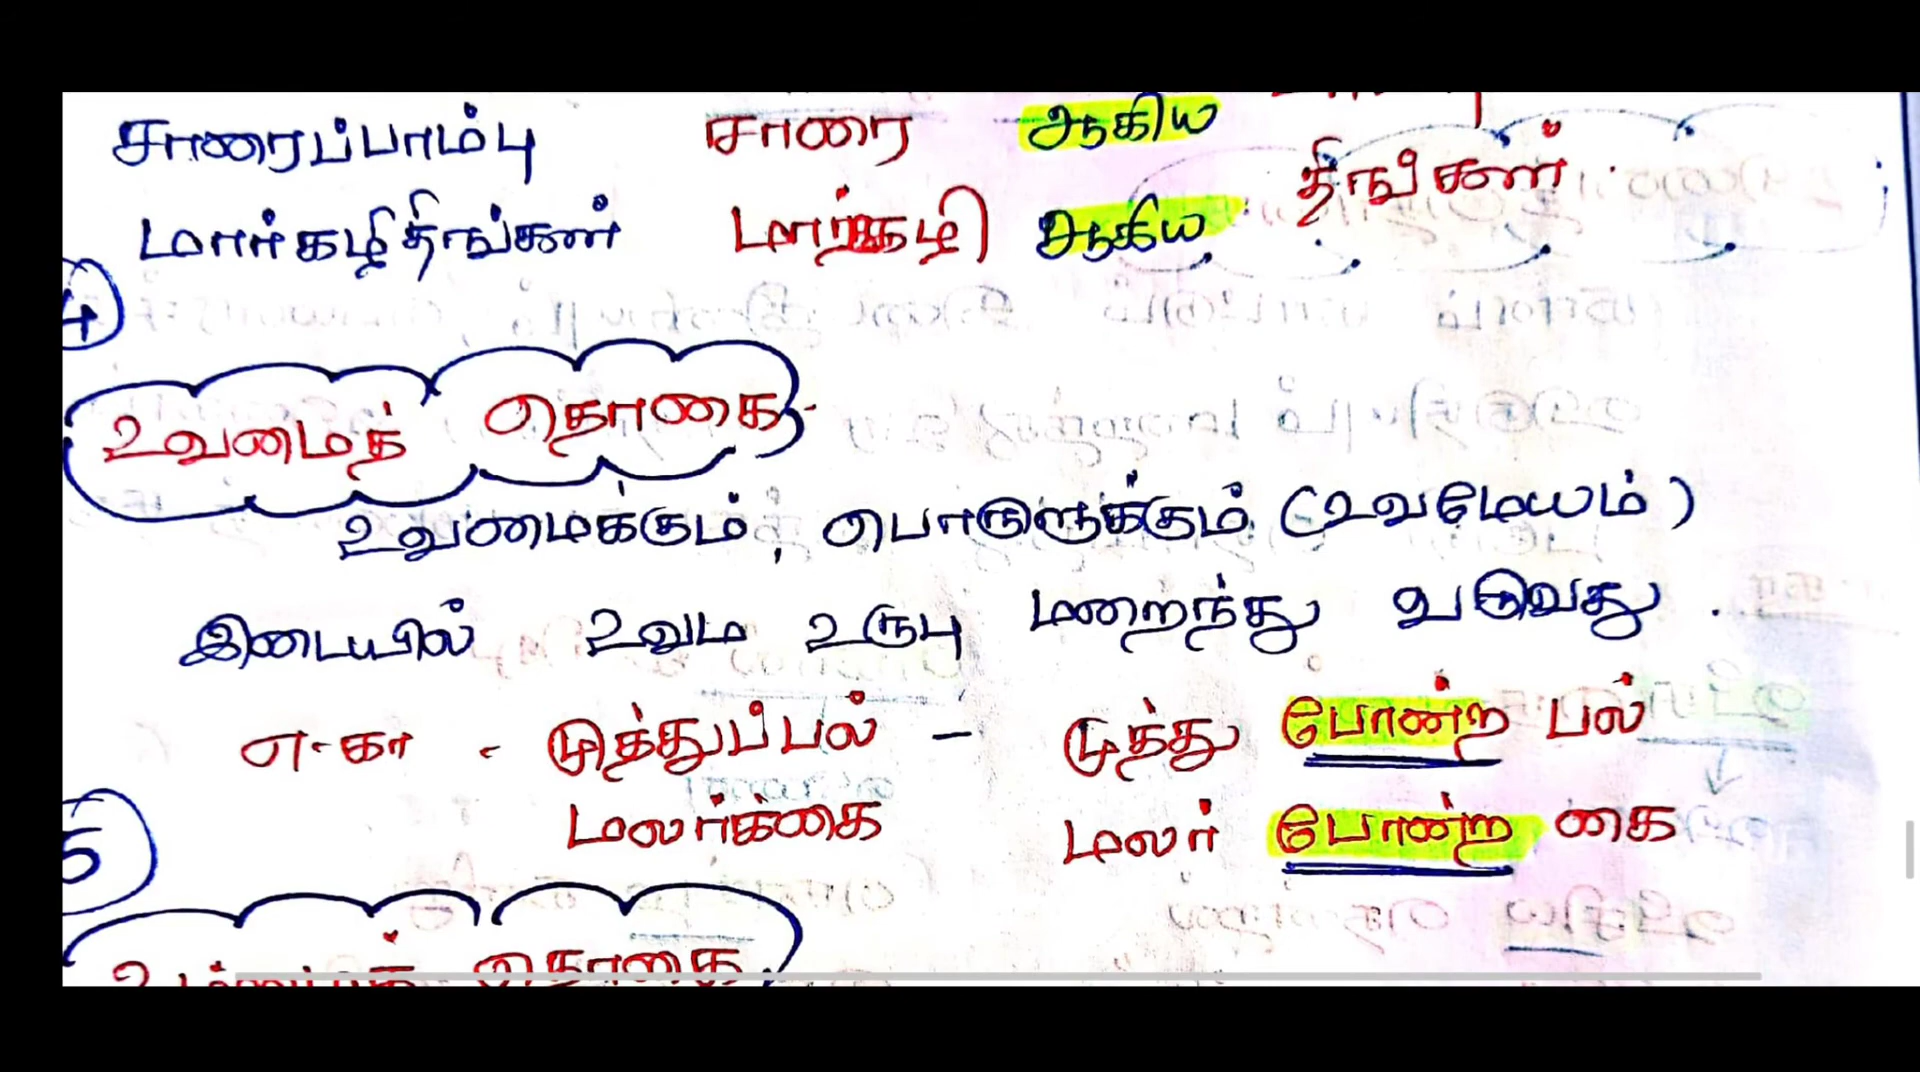 சாரைப்பாம்பு சாரை ஆகிய
மார்கழிதிங்கள் மார்கழி ஆகிய திங்கள்
4
உவமைத் தொகை
உவமைக்கும், பொருளுக்கும் (உவமேயம்)
இடையில் உவம உருபு மறைந்து வருவது.
எ.கா. முத்துப்பல் - முத்து போன்ற பல்
மலர்க்கை மலர் போன்ற கை
5
தொகை